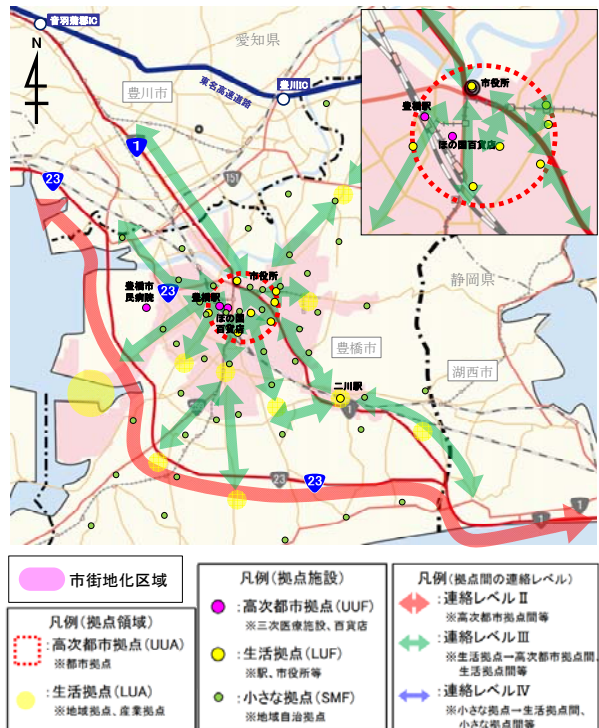 音羽蒲郡IC
愛知県
N
豊川市
豊川IC
東名高速道路
1
23
151
市役所
豊橋駅
ほの国百貨店
市役所
豊橋市
民病院
23
豊橋駅
ほの国
百貨店
静岡県
豊橋市
湖西市
二川駅
1
23
23
1
1
市街地化区域
凡例(拠点領域)
:高次都市拠点(UUA)
※都市拠点
:生活拠点(LUA)
※地域拠点、産業拠点
凡例(拠点施設)
:高次都市拠点(UUF)
※三次医療施設、百貨店
:生活拠点(LUF)
※駅、市役所等
:小さな拠点(SMF)
※地域自治拠点
凡例(拠点間の連絡レベル)
:連絡レベルⅡ
※高次都市拠点間等
:連絡レベルⅢ
※生活拠点→高次都市拠点間、
生活拠点間等
:連絡レベルⅣ
※小さな拠点→生活拠点間、
小さな拠点間等